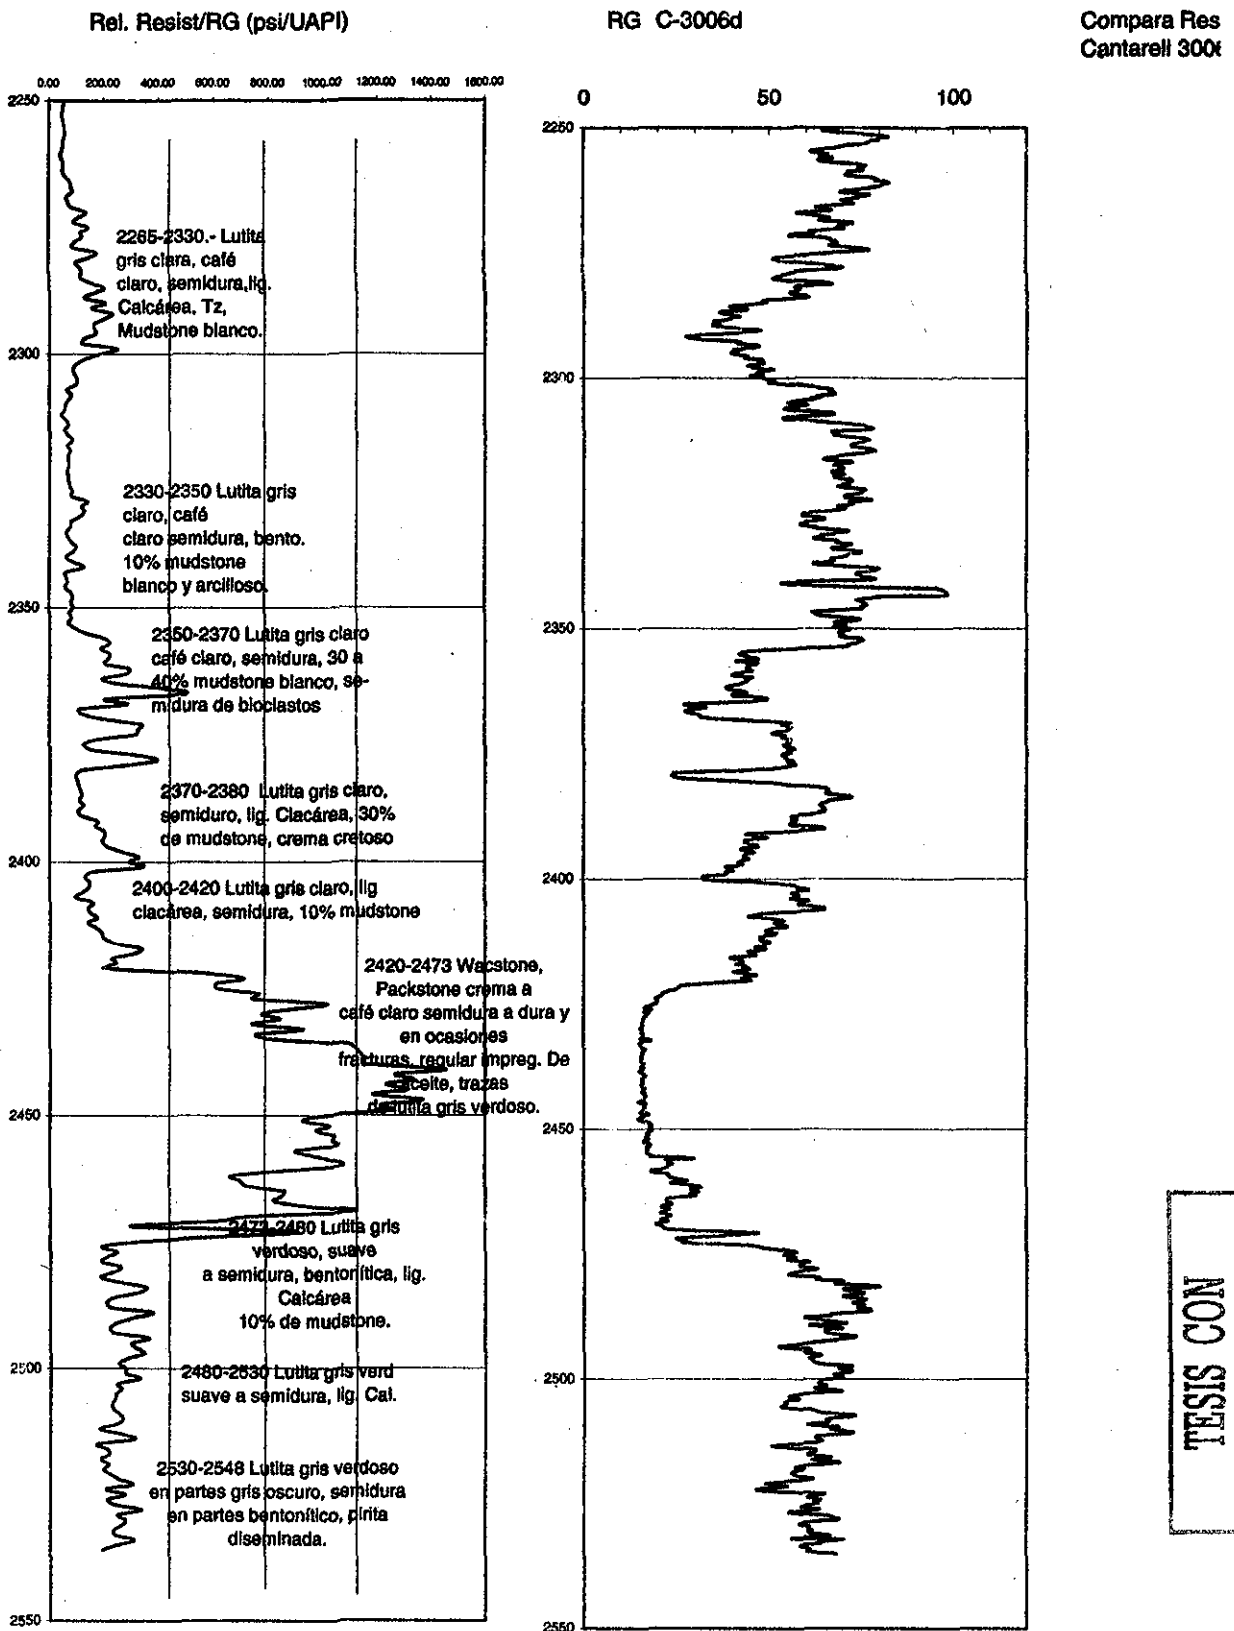 Rel. Resist/RG (psi/UAPI)
RG C-3006d
Compara Res
Cantarell 300
0.00 200.00 400.00 600.00 800.00 1000.00 1200.00 1400.00 1600.00
0 50 100
2250
2300
2350
2400
2450
2500
2550
2265-2330.- Lutita
gris clara, café
claro, semidura,lig.
Calcárea, Tz,
Mudstone blanco.
2330-2350 Lutita gris
claro, café
claro semidura, bento.
10% mudstone
blanco y arcilloso.
2350-2370 Lutita gris claro
café claro, semidura, 30 a
40% mudstone blanco, se-
midura de bioclastos
2370-2380 Lutita gris claro,
semiduro, lig. Clacárea, 30%
de mudstone, crema cretoso
2400-2420 Lutita gris claro, lig
clacárea, semidura, 10% mudstone
2420-2473 Wacstone,
Packstone crema a
café claro semidura a dura y
en ocasiones
fracturas, regular impreg. De
aceite, trazas
de lutita gris verdoso.
2473-2480 Lutita gris
verdoso, suave
a semidura, bentonítica, lig.
Calcárea
10% de mudstone.
2480-2530 Lutita gris verd
suave a semidura, lig. Cal.
2530-2548 Lutita gris verdoso
en partes gris oscuro, semidura
en partes bentonítico, pirita
diseminada.
2250
2300
2350
2400
2450
2500
2550
TESIS CON